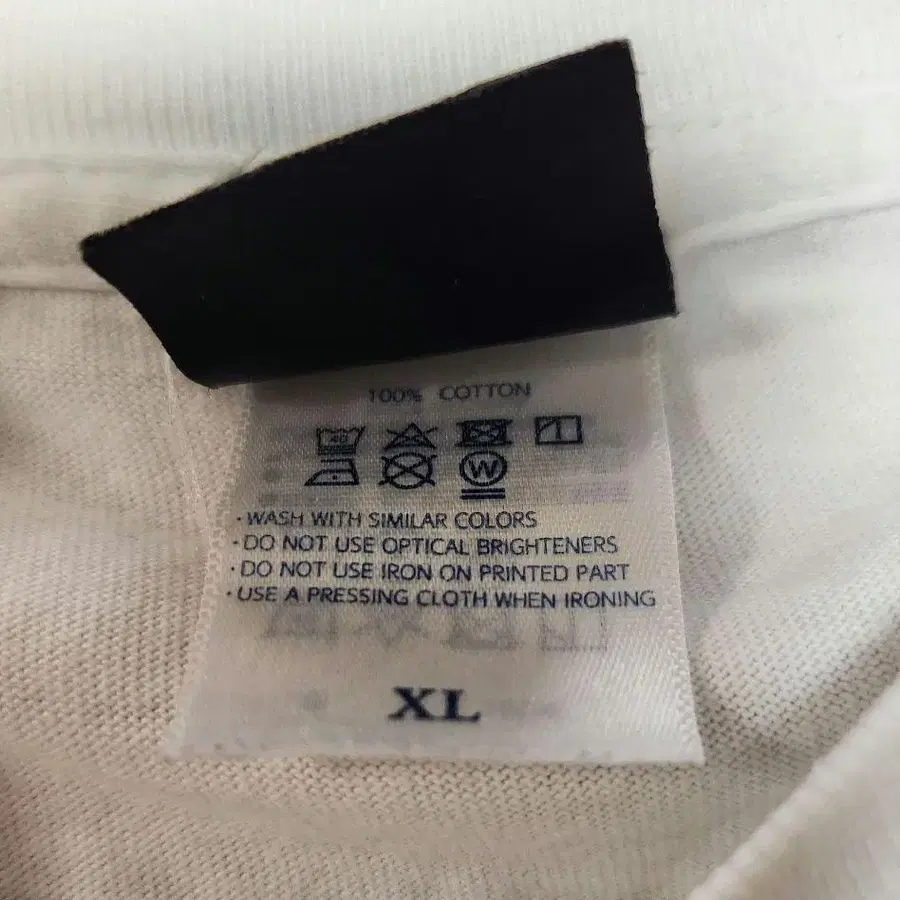 100% COTTON
40
W
· WASH WITH SIMILAR COLORS
· DO NOT USE OPTICAL BRIGHTENERS
· DO NOT USE IRON ON PRINTED PART
· USE A PRESSING CLOTH WHEN IRONING
XL